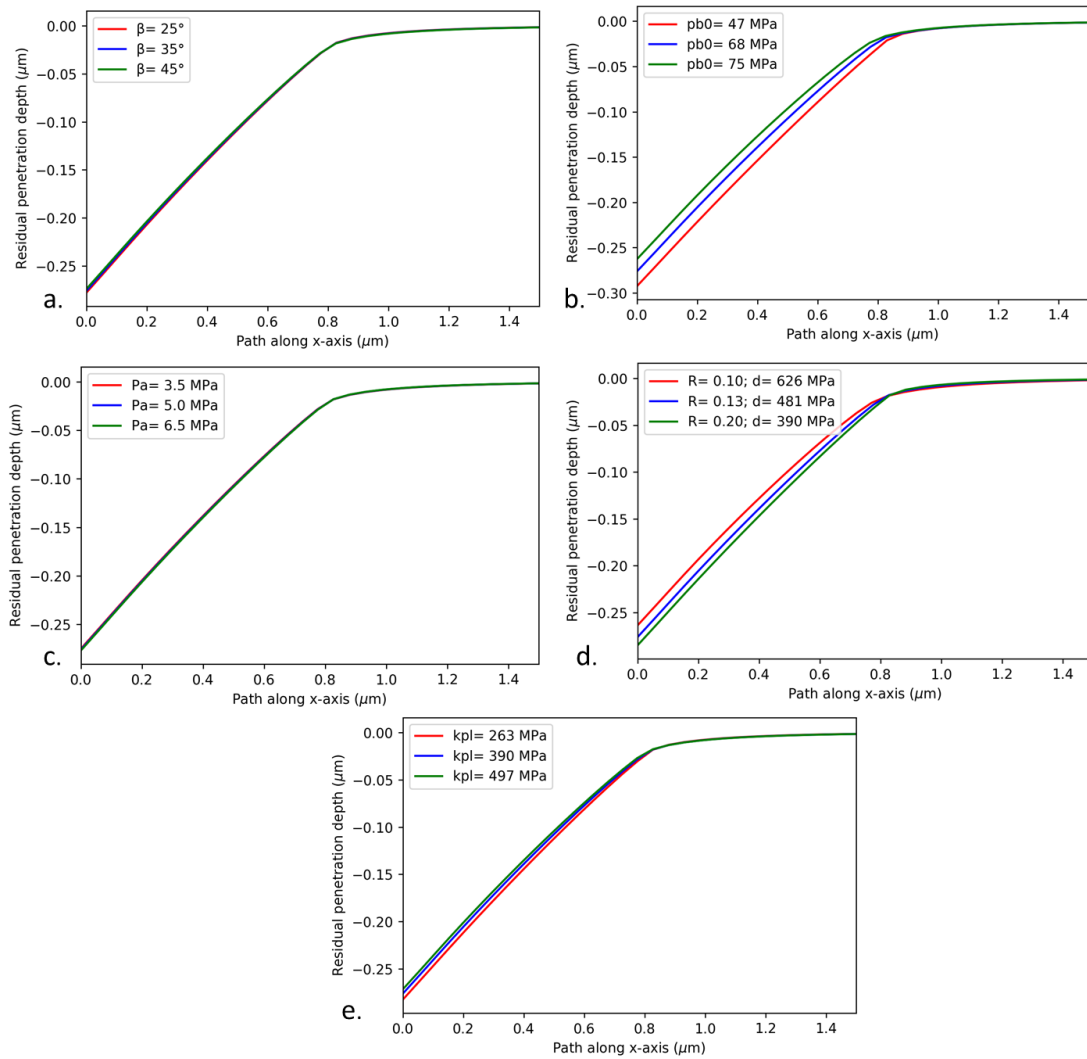 β= 25°
β= 35°
β= 45°
Residual penetration depth (μm)
0.00
−0.05
−0.10
−0.15
−0.20
−0.25
0.0 0.2 0.4 0.6 0.8 1.0 1.2 1.4
Path along x-axis (μm)
a.
pb0= 47 MPa
pb0= 68 MPa
pb0= 75 MPa
Residual penetration depth (μm)
0.00
−0.05
−0.10
−0.15
−0.20
−0.25
−0.30
0.0 0.2 0.4 0.6 0.8 1.0 1.2 1.4
Path along x-axis (μm)
b.
Pa= 3.5 MPa
Pa= 5.0 MPa
Pa= 6.5 MPa
Residual penetration depth (μm)
0.00
−0.05
−0.10
−0.15
−0.20
−0.25
0.0 0.2 0.4 0.6 0.8 1.0 1.2 1.4
Path along x-axis (μm)
c.
R= 0.10; d= 626 MPa
R= 0.13; d= 481 MPa
R= 0.20; d= 390 MPa
Residual penetration depth (μm)
0.00
−0.05
−0.10
−0.15
−0.20
−0.25
0.0 0.2 0.4 0.6 0.8 1.0 1.2 1.4
Path along x-axis (μm)
d.
kpl= 263 MPa
kpl= 390 MPa
kpl= 497 MPa
Residual penetration depth (μm)
0.00
−0.05
−0.10
−0.15
−0.20
−0.25
0.0 0.2 0.4 0.6 0.8 1.0 1.2 1.4
Path along x-axis (μm)
e.